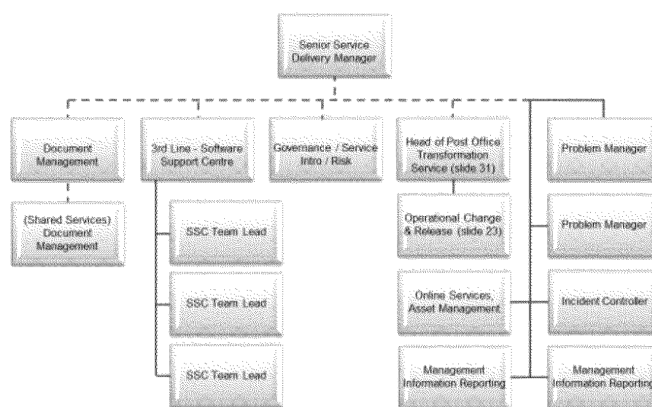 Senior Service
Delivery Manager
Document
Management
3rd Line - Software
Support Centre
Governance / Service
Intro / Risk
Head of Post Office
Transformation
Service (slide 31)
Problem Manager
(Shared Services)
Document
Management
SSC Team Lead
Operational Change
& Release (slide 23)
Problem Manager
SSC Team Lead
Online Services,
Asset Management
Incident Controller
SSC Team Lead
Management
Information Reporting
Management
Information Reporting